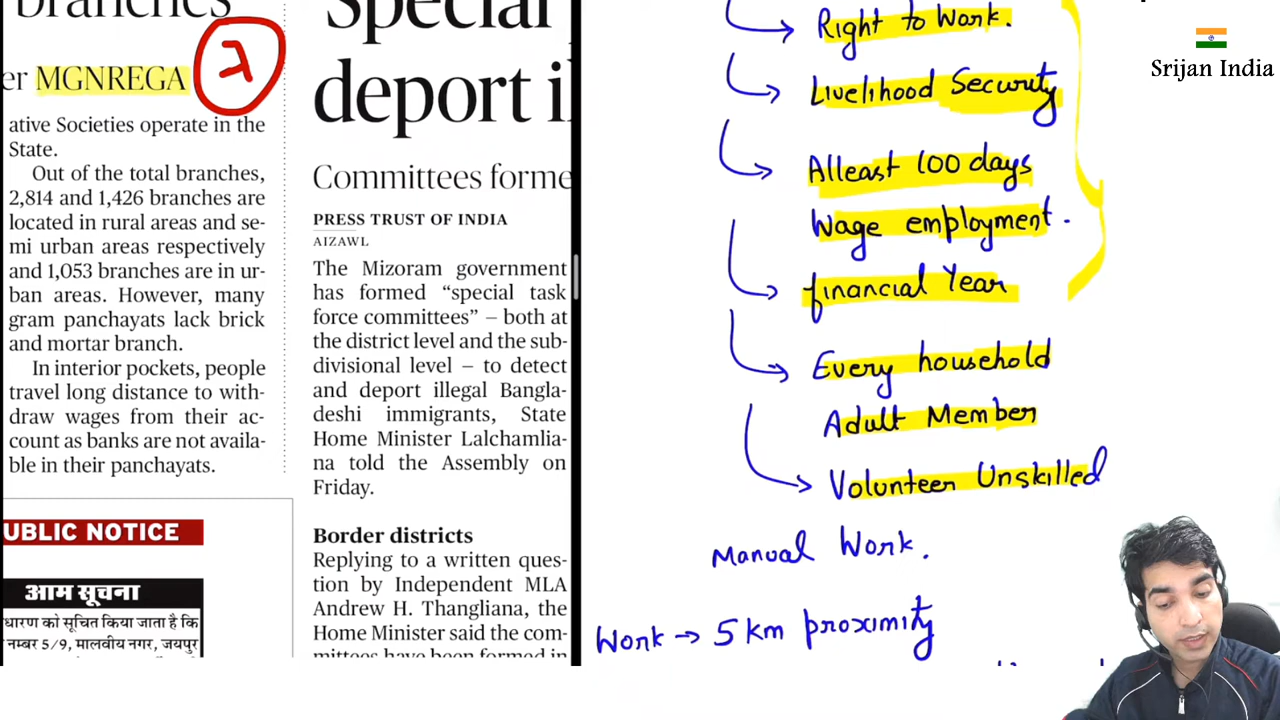 branches
er MGNREGA
ative Societies operate in the
State.
Out of the total branches,
2,814 and 1,426 branches are
located in rural areas and se-
mi urban areas respectively
and 1,053 branches are in ur-
ban areas. However, many
gram panchayats lack brick
and mortar branch.
In interior pockets, people
travel long distance to with-
draw wages from their ac-
count as banks are not availa-
ble in their panchayats.
UBLIC NOTICE
आम सूचना
धारण को सूचित किया जाता है कि
नम्बर 5/9, मालवीय नगर, जयपुर
Special
deport il
Committees forme
PRESS TRUST OF INDIA
AIZAWL
The Mizoram government
has formed “special task
force committees” – both at
the district level and the sub-
divisional level – to detect
and deport illegal Bangla-
deshi immigrants, State
Home Minister Lalchamlia-
na told the Assembly on
Friday.
Border districts
Replying to a written ques-
tion by Independent MLA
Andrew H. Thangliana, the
Home Minister said the com-
mittees have been formed in
Right to Work.
Livelihood Security
Atleast 100 days
Wage employment.
financial Year
Every household
Adult Member
Volunteer Unskilled
Manual Work.
Work → 5 km proximity
Srijan India